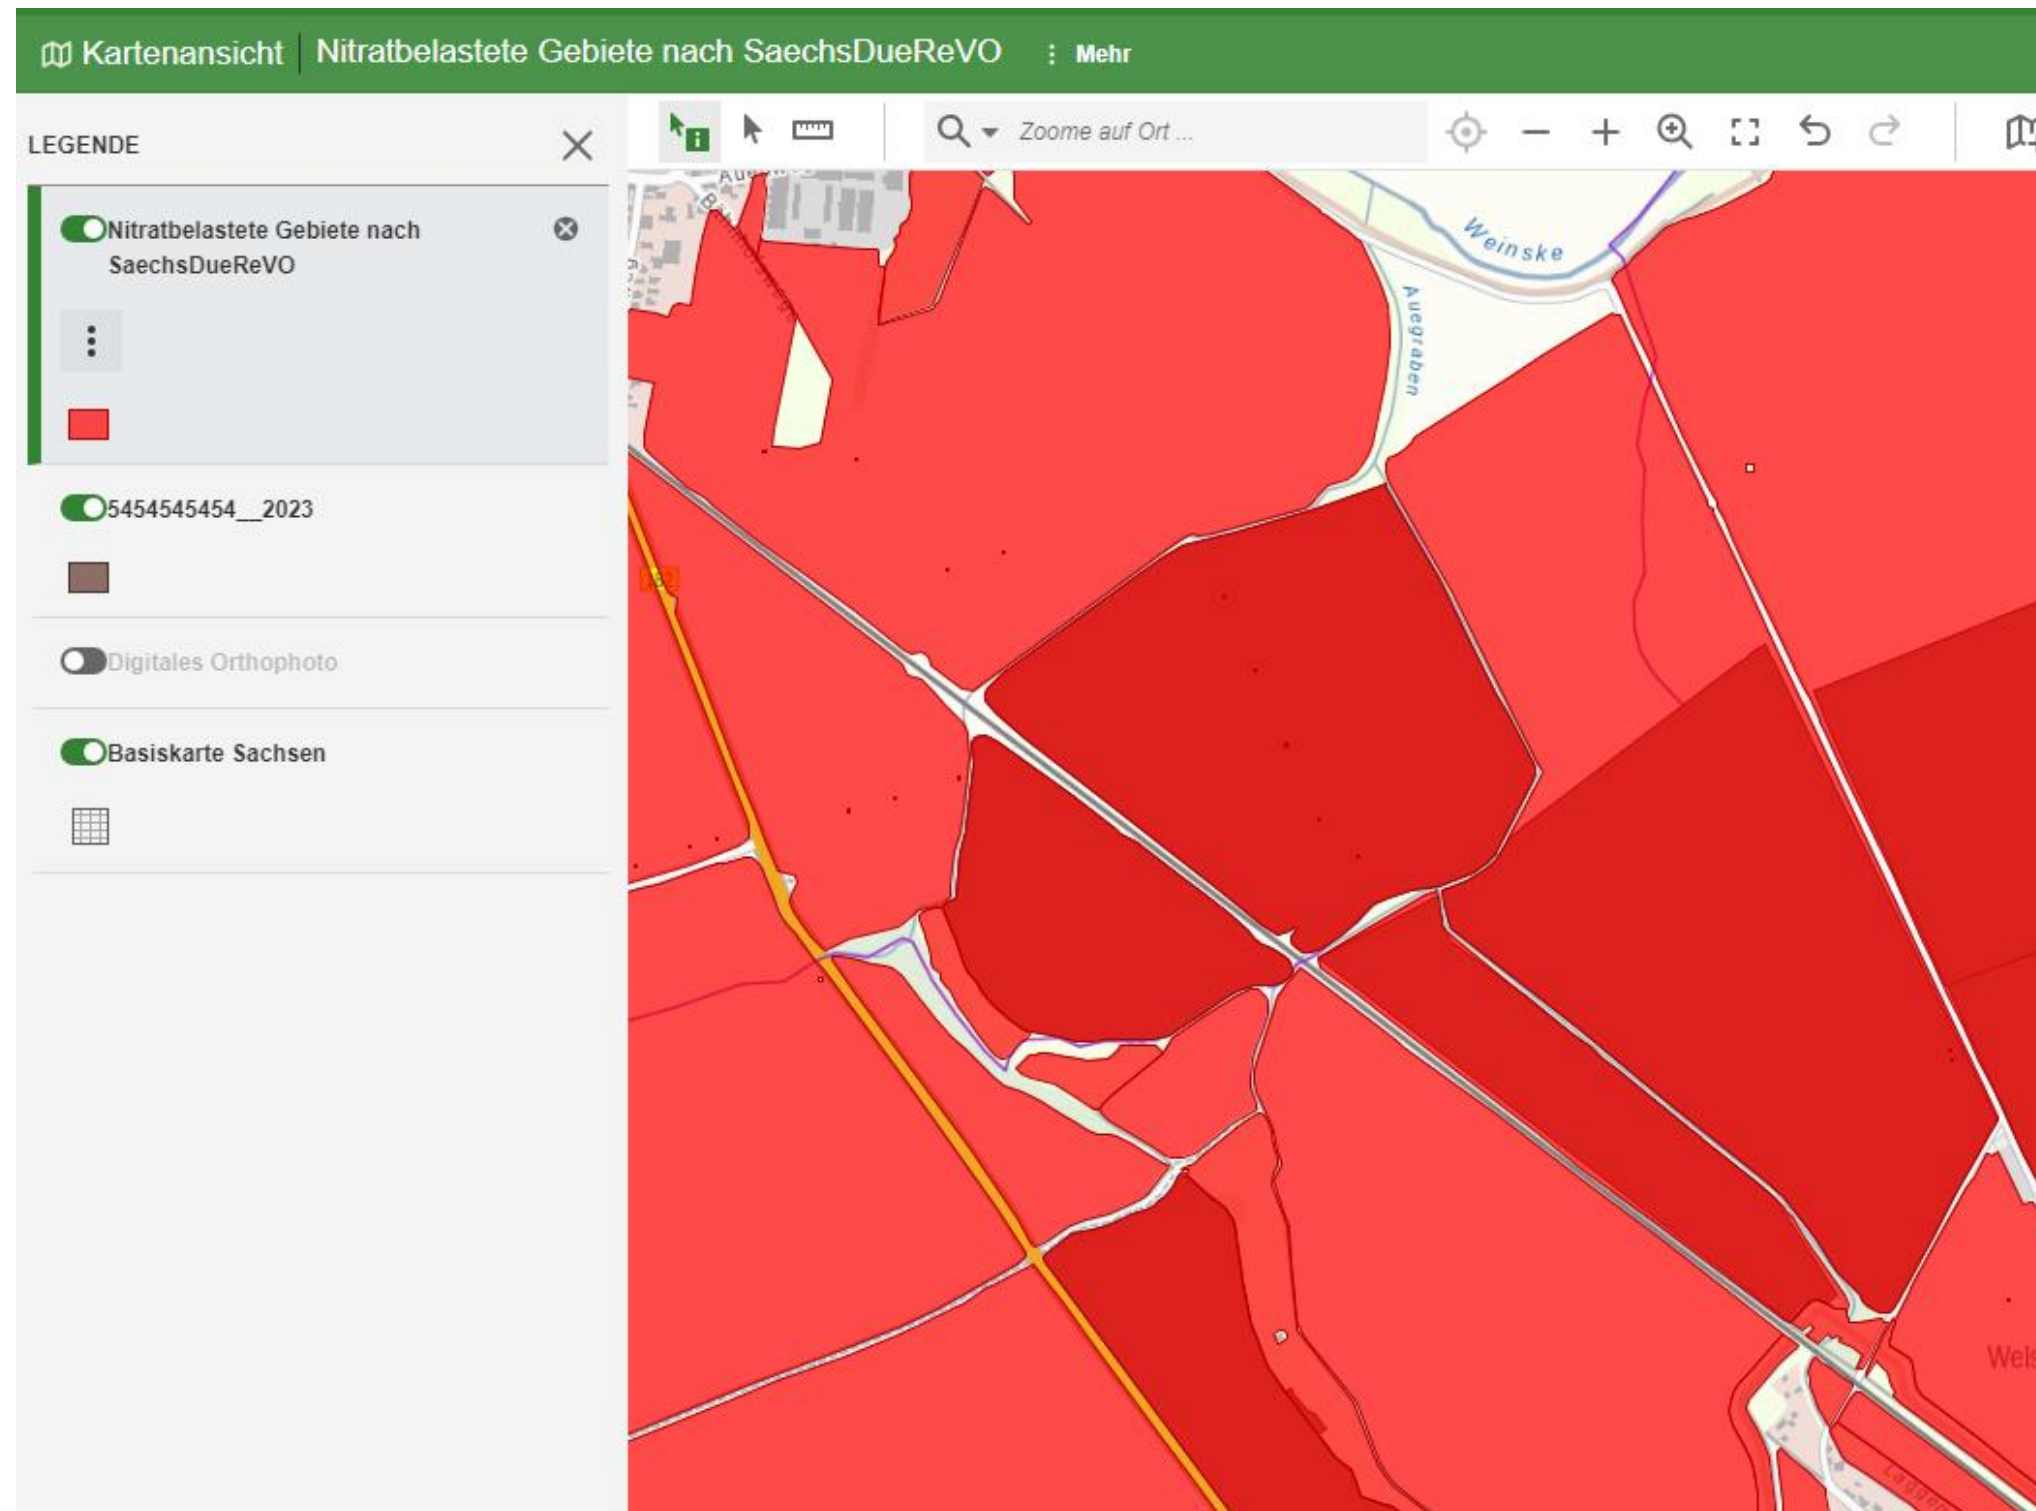 Kartenansicht
Nitratbelastete Gebiete nach SaechsDueReVO
Mehr
LEGENDE
Zoome auf Ort ...
Nitratbelastete Gebiete nach
SaechsDueReVO
5454545454__2023
Digitales Orthophoto
Basiskarte Sachsen
Weinske
Auegraben
182